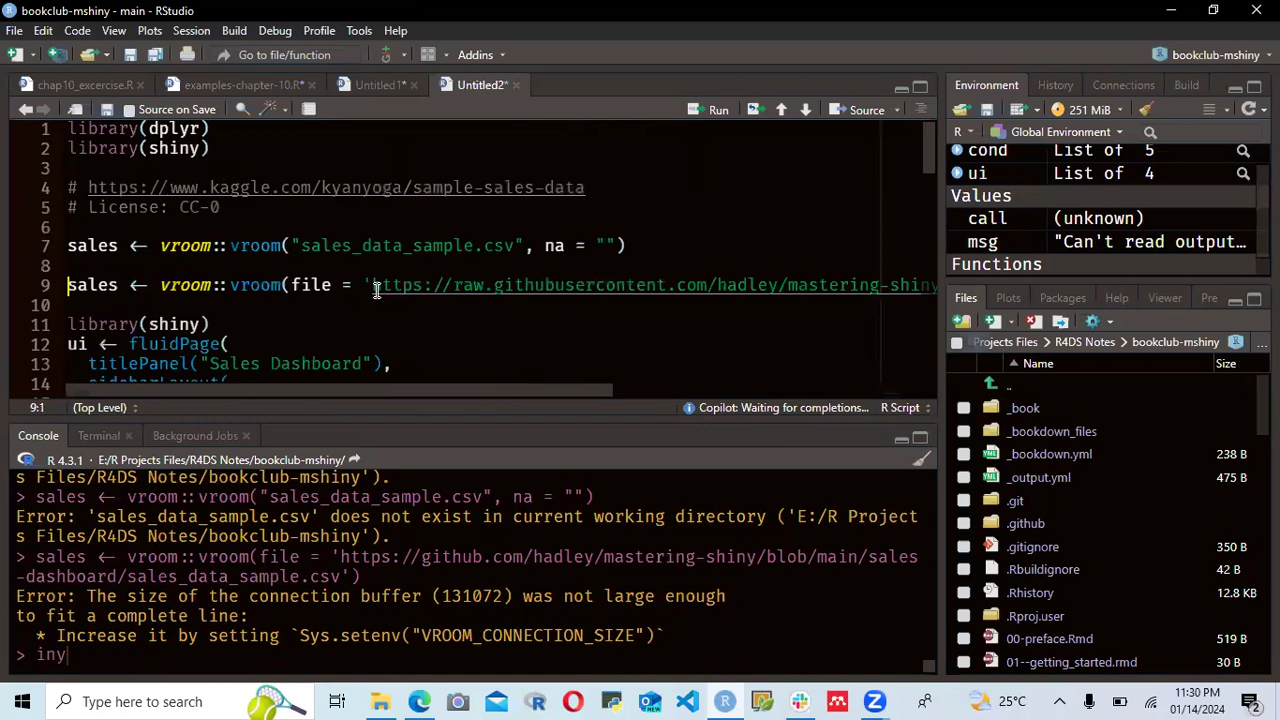 bookclub-mshiny - main - RStudio
File Edit Code View Plots Session Build Debug Profile Tools Help
Go to file/function Addins bookclub-mshiny
chap10_excercise.R examples-chapter-10.R* Untitled1* Untitled2*
Source on Save Run Source
1 library(dplyr)
2 library(shiny)
3
4 # https://www.kaggle.com/kyanyoga/sample-sales-data
5 # License: CC-0
6
7 sales ← vroom::vroom("sales_data_sample.csv", na = "")
8
9 sales ← vroom::vroom(file = 'https://raw.githubusercontent.com/hadley/mastering-shiny
10
11 library(shiny)
12 ui ← fluidPage(
13 titlePanel("Sales Dashboard"),
14 sidebarLayout(
9:1 (Top Level) Copilot: Waiting for completions... R Script
Console Terminal Background Jobs
R 4.3.1 · E:/R Projects Files/R4DS Notes/bookclub-mshiny/
s Files/R4DS Notes/bookclub-mshiny').
> sales ← vroom::vroom("sales_data_sample.csv", na = "")
Error: 'sales_data_sample.csv' does not exist in current working directory ('E:/R Project
s Files/R4DS Notes/bookclub-mshiny').
> sales ← vroom::vroom(file = 'https://github.com/hadley/mastering-shiny/blob/main/sales
-dashboard/sales_data_sample.csv')
Error: The size of the connection buffer (131072) was not large enough
to fit a complete line:
* Increase it by setting `Sys.setenv("VROOM_CONNECTION_SIZE")`
> iny
Environment History Connections Build
251 MiB
R Global Environment
cond List of 5
ui List of 4
Values
call (unknown)
msg "Can't read output…
Functions
Files Plots Packages Help Viewer Pre
Projects Files R4DS Notes bookclub-mshiny ...
Name Size
..
_book
_bookdown_files
_bookdown.yml 238 B
_output.yml 475 B
.git
.github
.gitignore 350 B
.Rbuildignore 42 B
.Rhistory 12.8 KB
.Rproj.user
00-preface.Rmd 519 B
01--getting_started.rmd 30 B
Type here to search
25°C
11:30 PM
01/14/2024
2